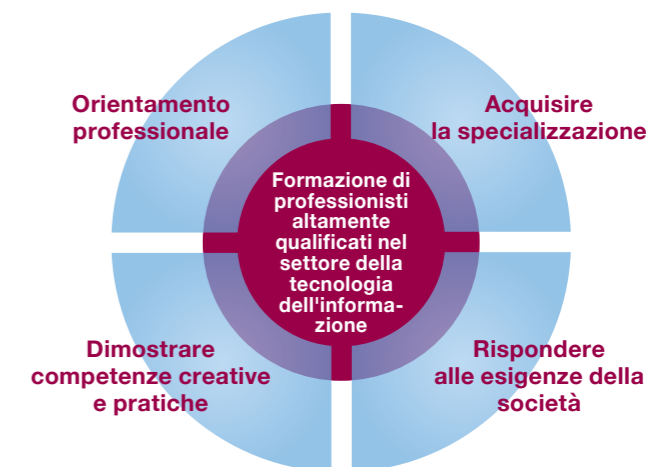 Orientamento
professionale
Acquisire
la specializzazione
Formazione di
professionisti
altamente
qualificati nel
settore della
tecnologia
dell'informa-
zione
Dimostrare
competenze creative
e pratiche
Rispondere
alle esigenze della
società